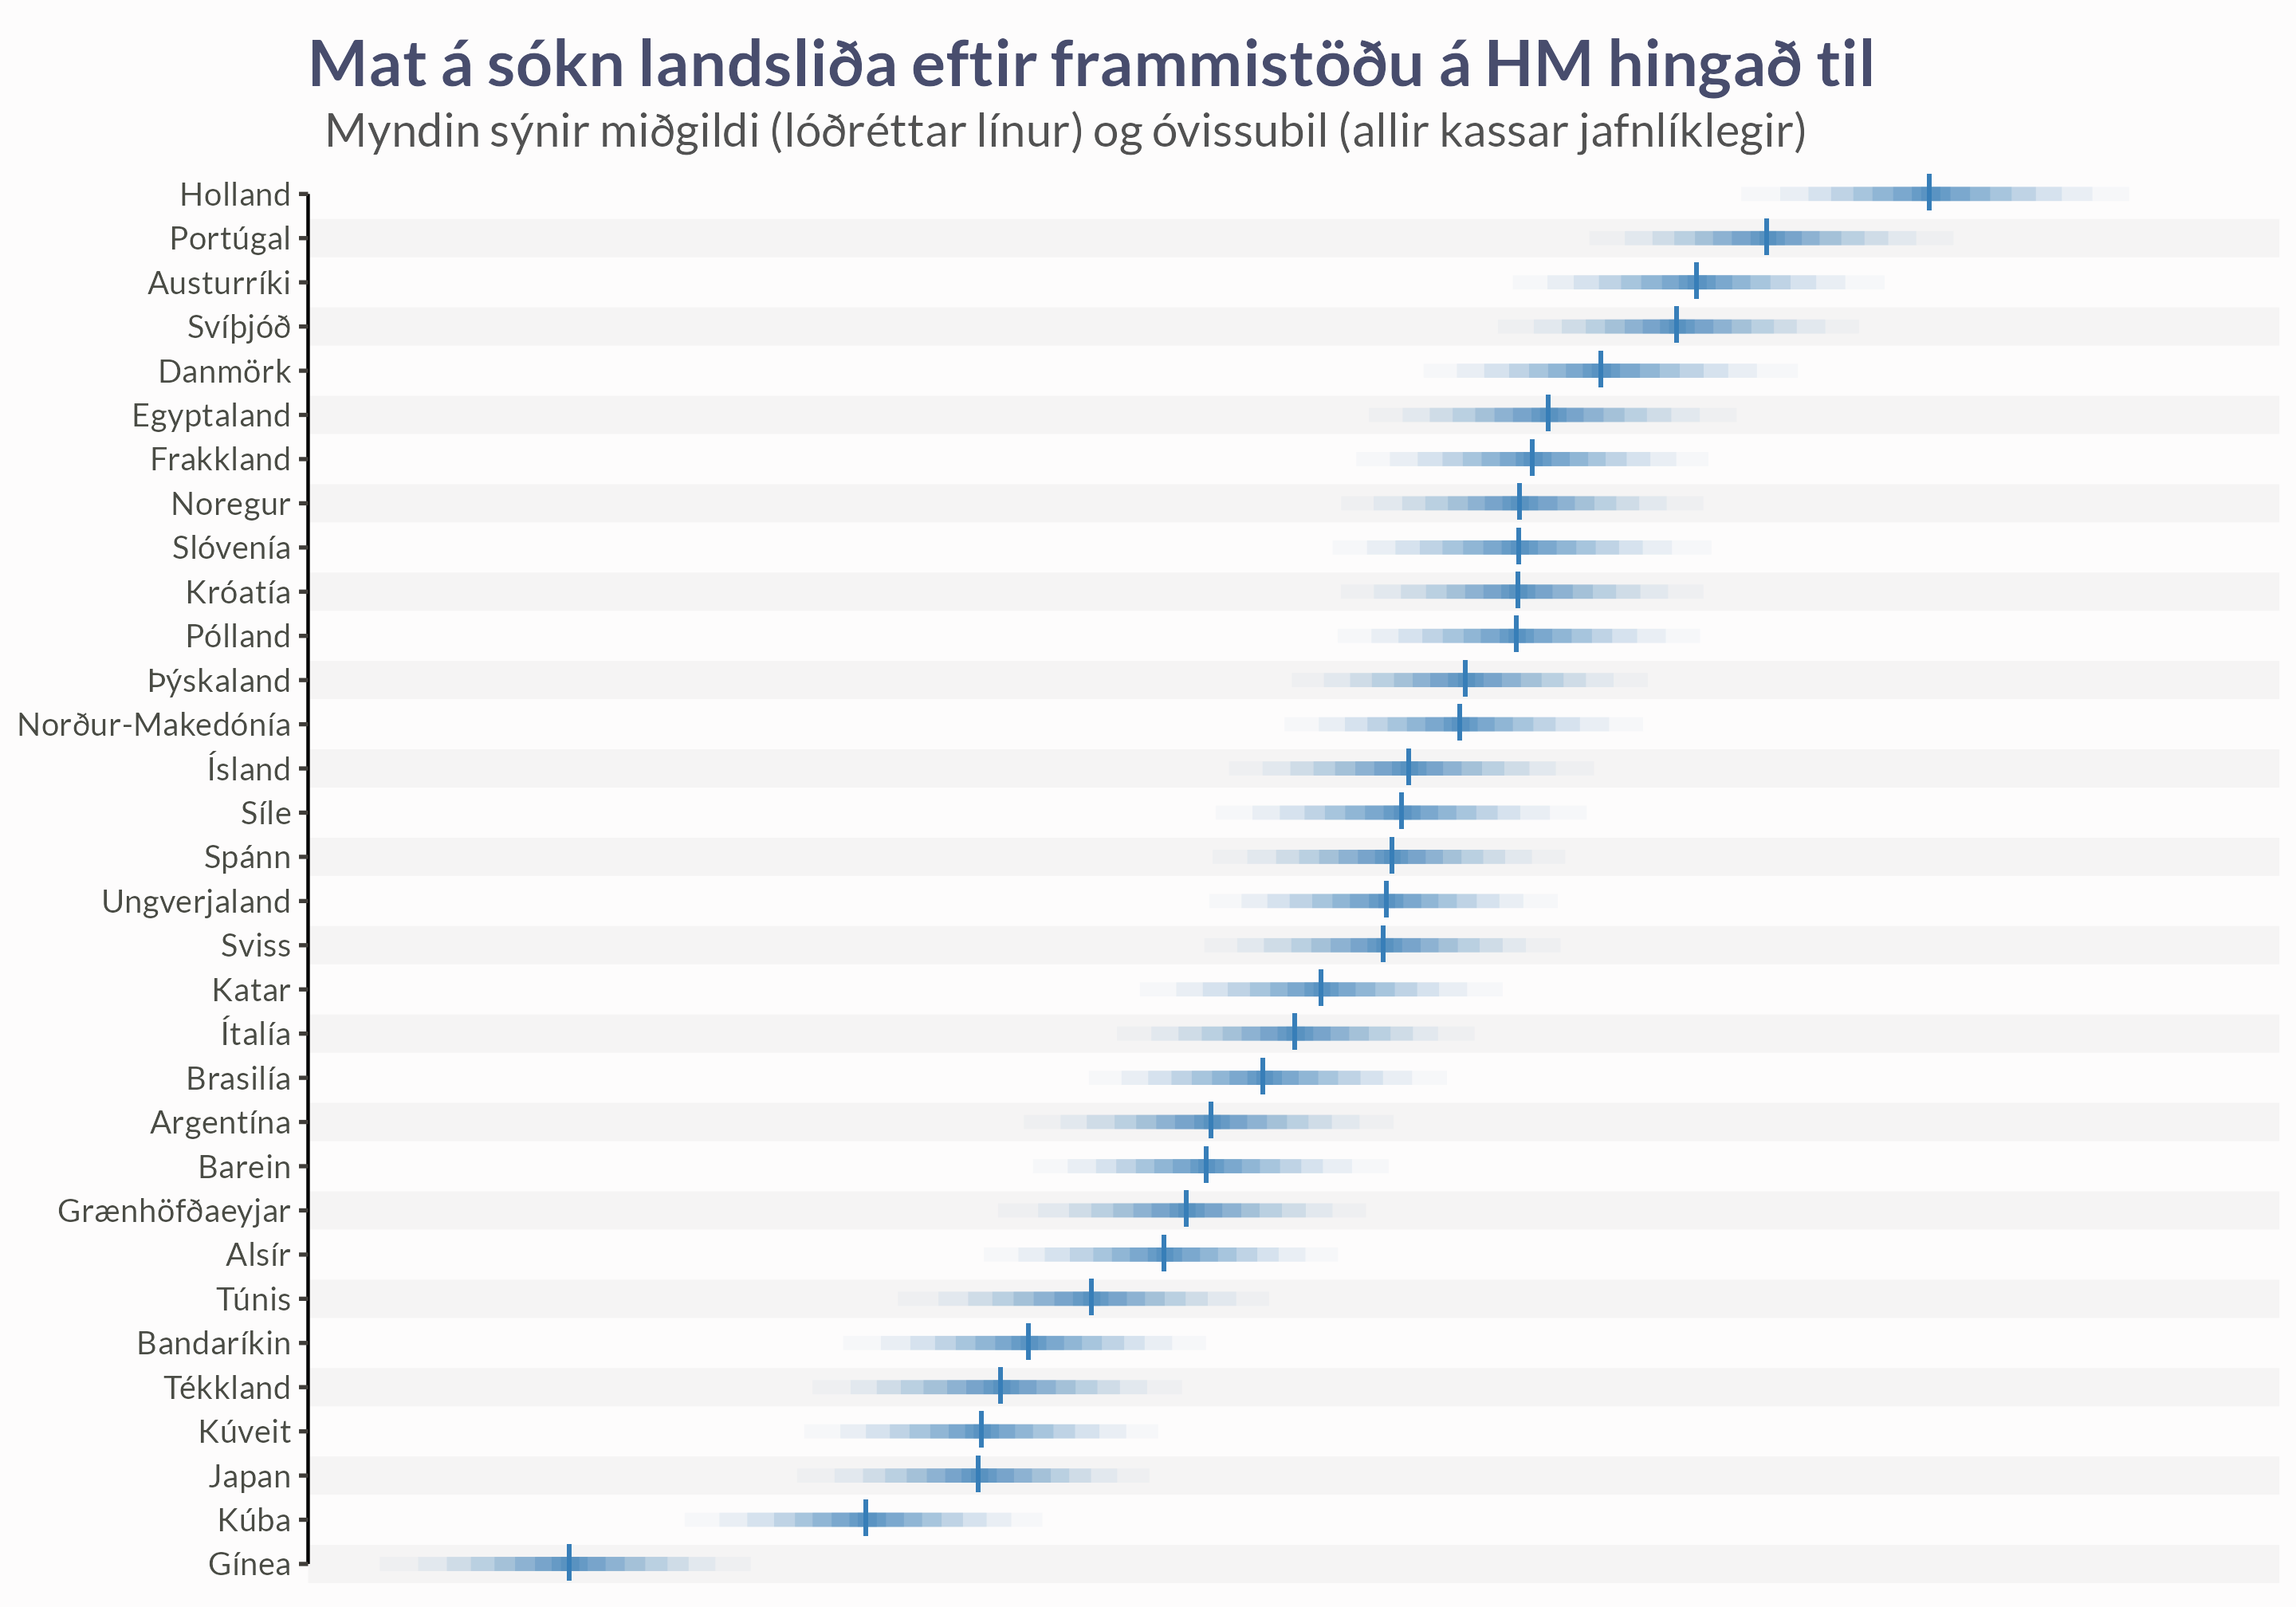 Mat á sókn landsliða eftir frammistöðu á HM hingað til
Myndin sýnir miðgildi (lóðréttar línur) og óvissubil (allir kassar jafnlíklegir)
Holland
Portúgal
Austurríki
Svíþjóð
Danmörk
Egyptaland
Frakkland
Noregur
Slóvenía
Króatía
Pólland
Þýskaland
Norður-Makedónía
Ísland
Síle
Spánn
Ungverjaland
Sviss
Katar
Ítalía
Brasilía
Argentína
Barein
Grænhöfðaeyjar
Alsír
Túnis
Bandaríkin
Tékkland
Kúveit
Japan
Kúba
Gínea